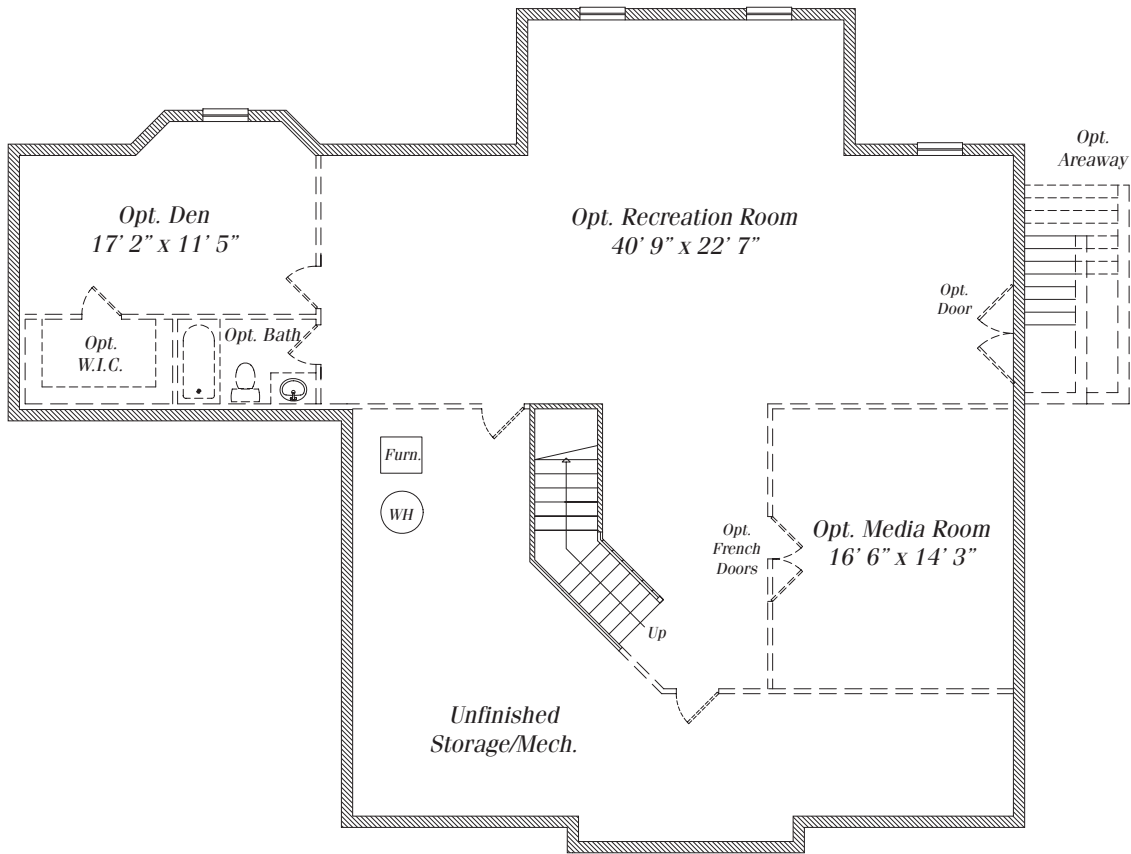 Opt.
Areaway
Opt. Den
17’ 2” x 11’ 5”
Opt. Recreation Room
40’ 9” x 22’ 7”
Opt.
Door
Opt. Bath
Opt.
W.I.C.
Furn.
WH
Opt.
French
Doors
Opt. Media Room
16’ 6” x 14’ 3”
Up
Unfinished
Storage/Mech.